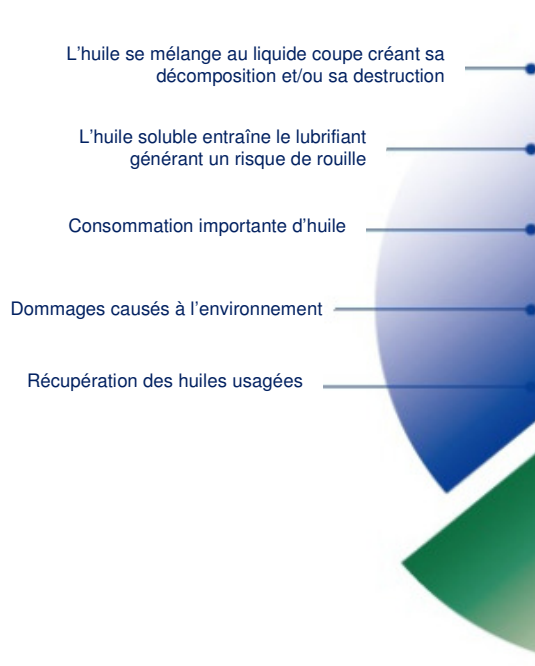 L'huile se mélange au liquide coupe créant sa
décomposition et/ou sa destruction
L'huile soluble entraîne le lubrifiant
générant un risque de rouille
Consommation importante d'huile
Dommages causés à l'environnement
Récupération des huiles usagées